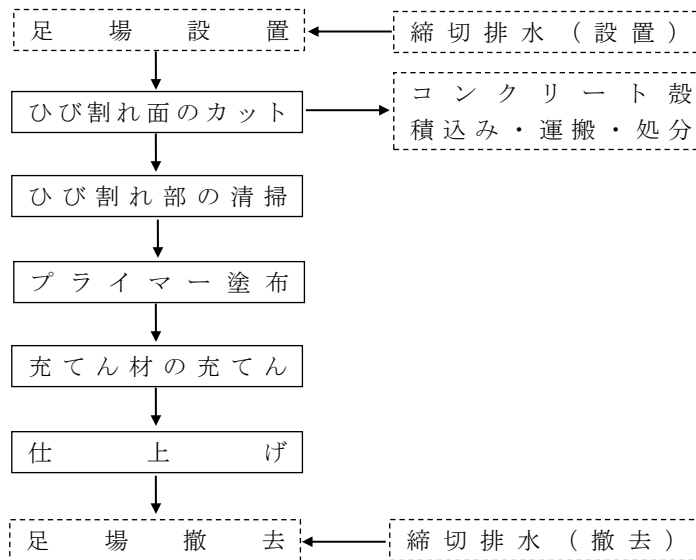 足場設置
締切排水（設置）
ひび割れ面のカット
コンクリート殻
積込み・運搬・処分
ひび割れ部の清掃
プライマー塗布
充てん材の充てん
仕上げ
足場撤去
締切排水（撤去）